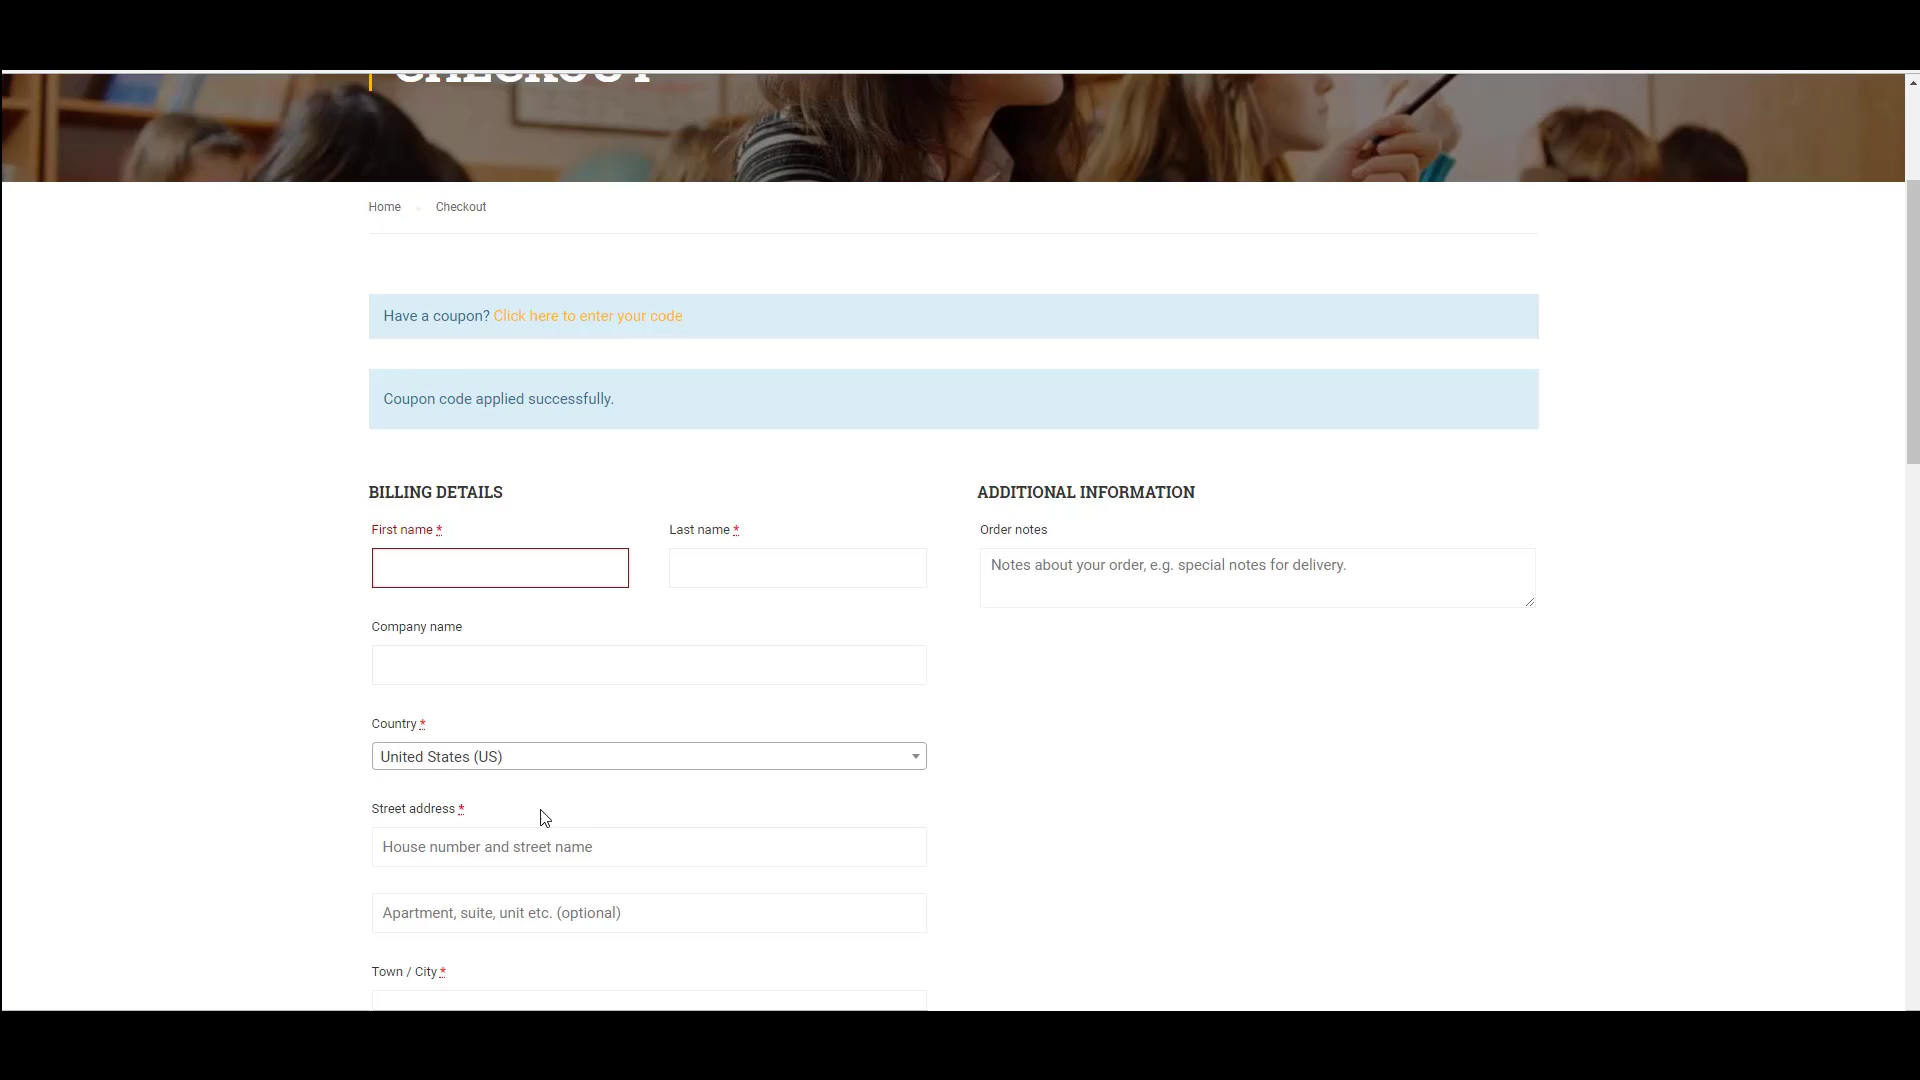 CHECKOUT
Home Checkout
Have a coupon? Click here to enter your code
Coupon code applied successfully.
BILLING DETAILS
First name *
Last name *
Company name
Country *
United States (US)
Street address *
House number and street name
Apartment, suite, unit etc. (optional)
Town / City *
ADDITIONAL INFORMATION
Order notes
Notes about your order, e.g. special notes for delivery.